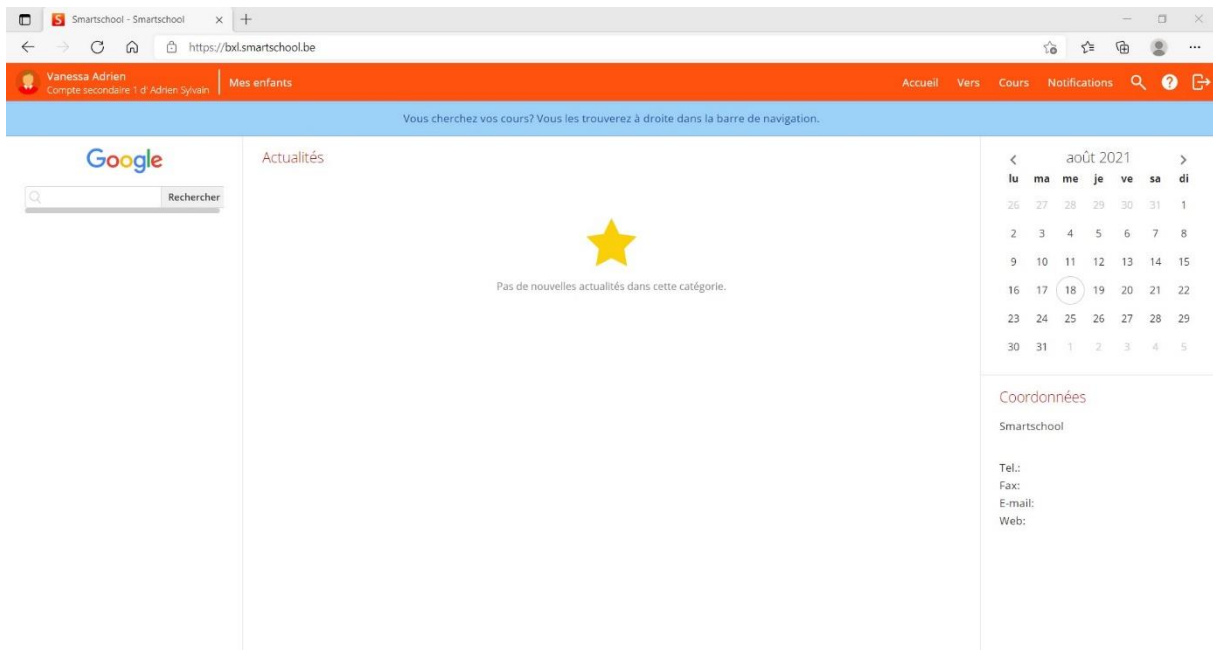 Smartschool - Smartschool
https://bxl.smartschool.be
Vanessa Adrien
Compte secondaire 1 d' Adrien Sylvain
Mes enfants
Accueil Vers Cours Notifications
Vous cherchez vos cours? Vous les trouverez à droite dans la barre de navigation.
Google
Rechercher
Actualités
Pas de nouvelles actualités dans cette catégorie.
août 2021
lu ma me je ve sa di
26 27 28 29 30 31 1
2 3 4 5 6 7 8
9 10 11 12 13 14 15
16 17 18 19 20 21 22
23 24 25 26 27 28 29
30 31 1 2 3 4 5
Coordonnées
Smartschool
Tel.:
Fax:
E-mail:
Web: